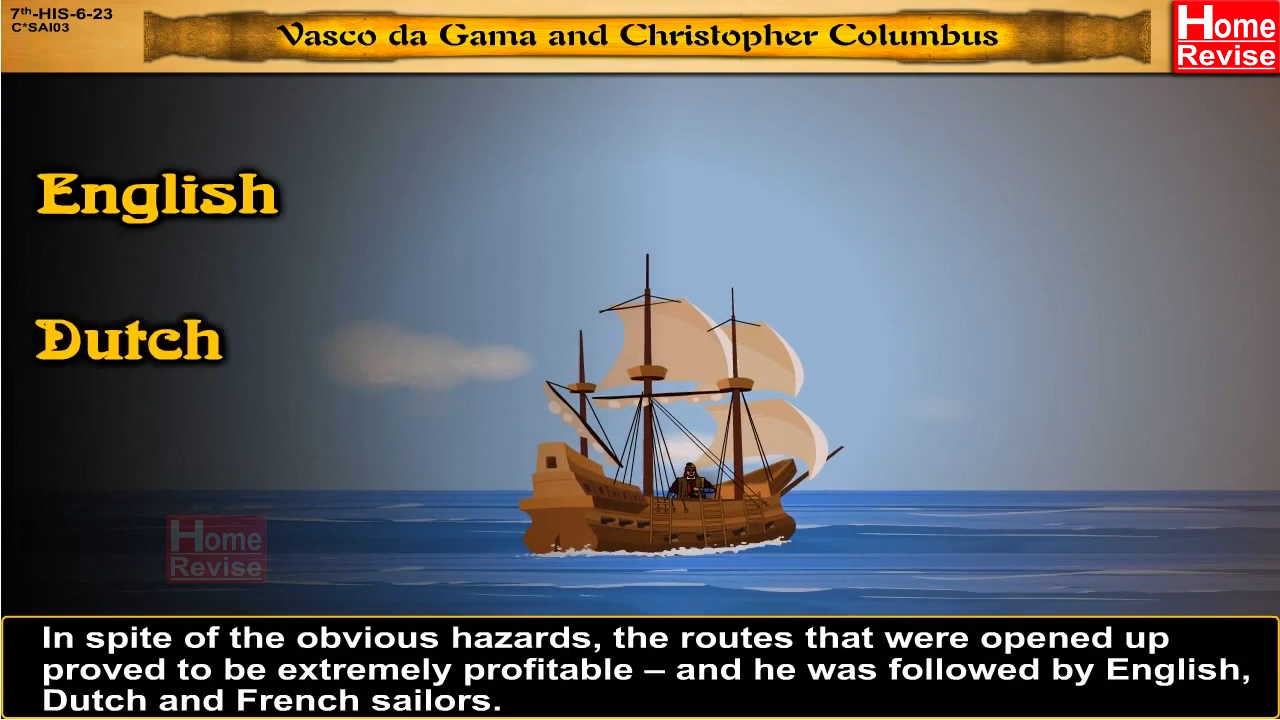 7th-HIS-6-23
C*SAI03
Vasco da Gama and Christopher Columbus
Home
Revise
English
Dutch
Home
Revise
In spite of the obvious hazards, the routes that were opened up
proved to be extremely profitable – and he was followed by English,
Dutch and French sailors.